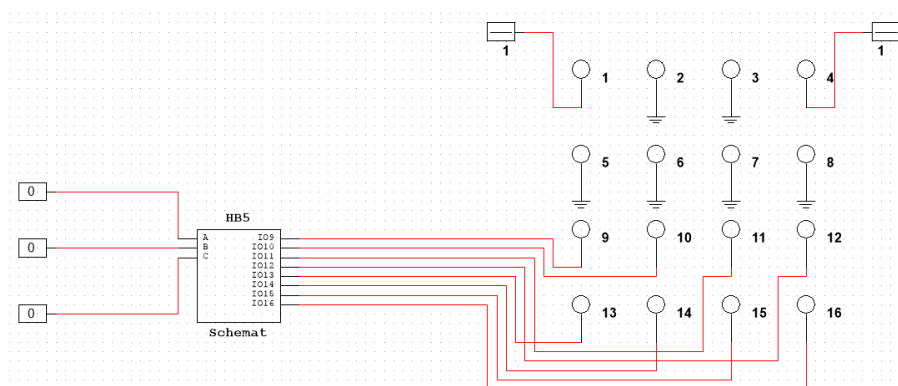 1 1
1 2 3 4
5 6 7 8
0
HB5
A IO9
B IO10
C IO11
IO12
IO13
IO14
IO15
IO16
0
0
Schemat
9 10 11 12
13 14 15 16